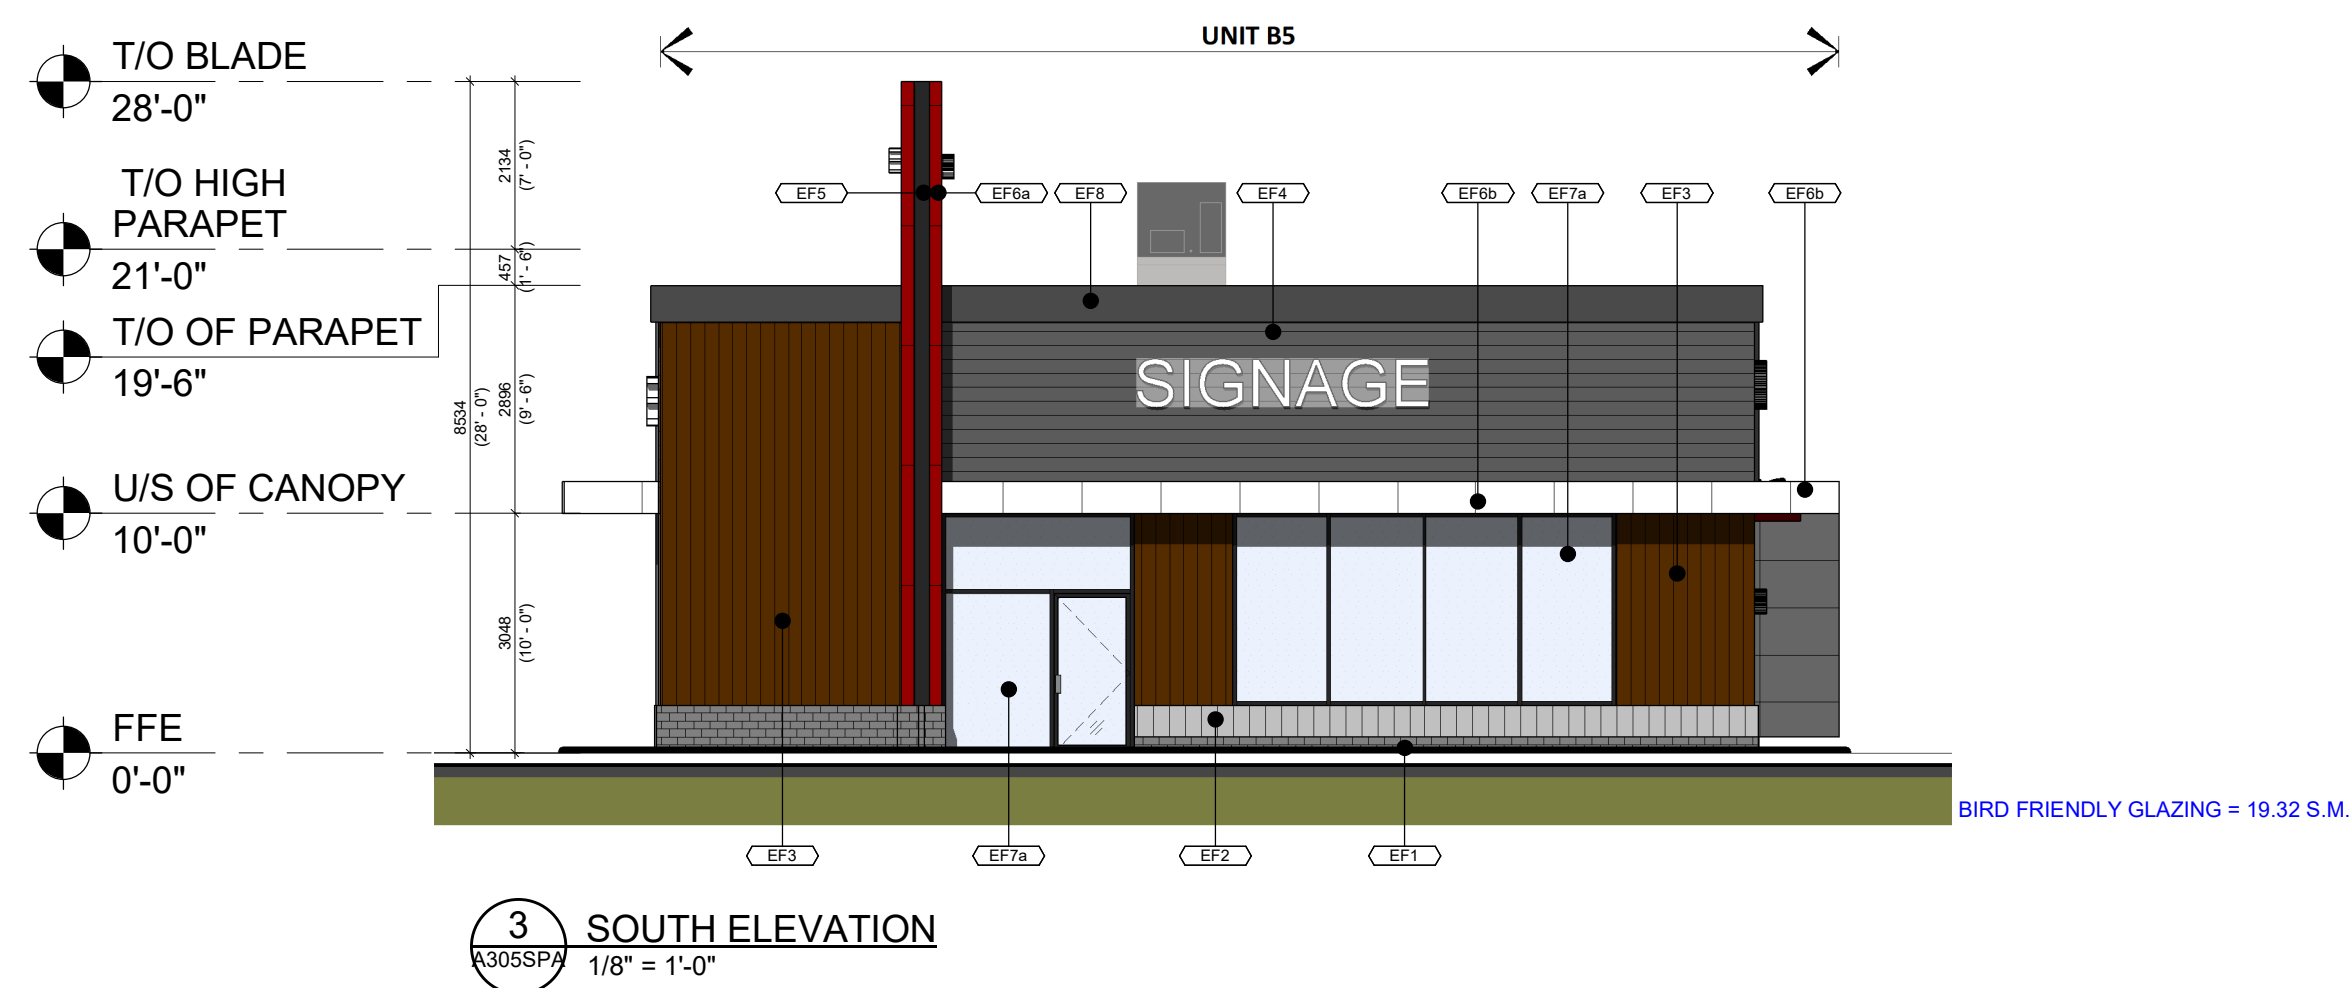 UNIT B5
T/O BLADE
28'-0"
T/O HIGH
PARAPET
21'-0"
T/O OF PARAPET
19'-6"
U/S OF CANOPY
10'-0"
FFE
0'-0"
8534
(28' - 0")
2134
(7' - 0")
457
(1' - 6")
2896
(9' - 6")
3048
(10' - 0")
EF5
EF6a
EF8
EF4
EF6b
EF7a
EF3
EF6b
SIGNAGE
BIRD FRIENDLY GLAZING = 19.32 S.M.
EF3
EF7a
EF2
EF1
3
A305SPA
SOUTH ELEVATION
1/8" = 1'-0"